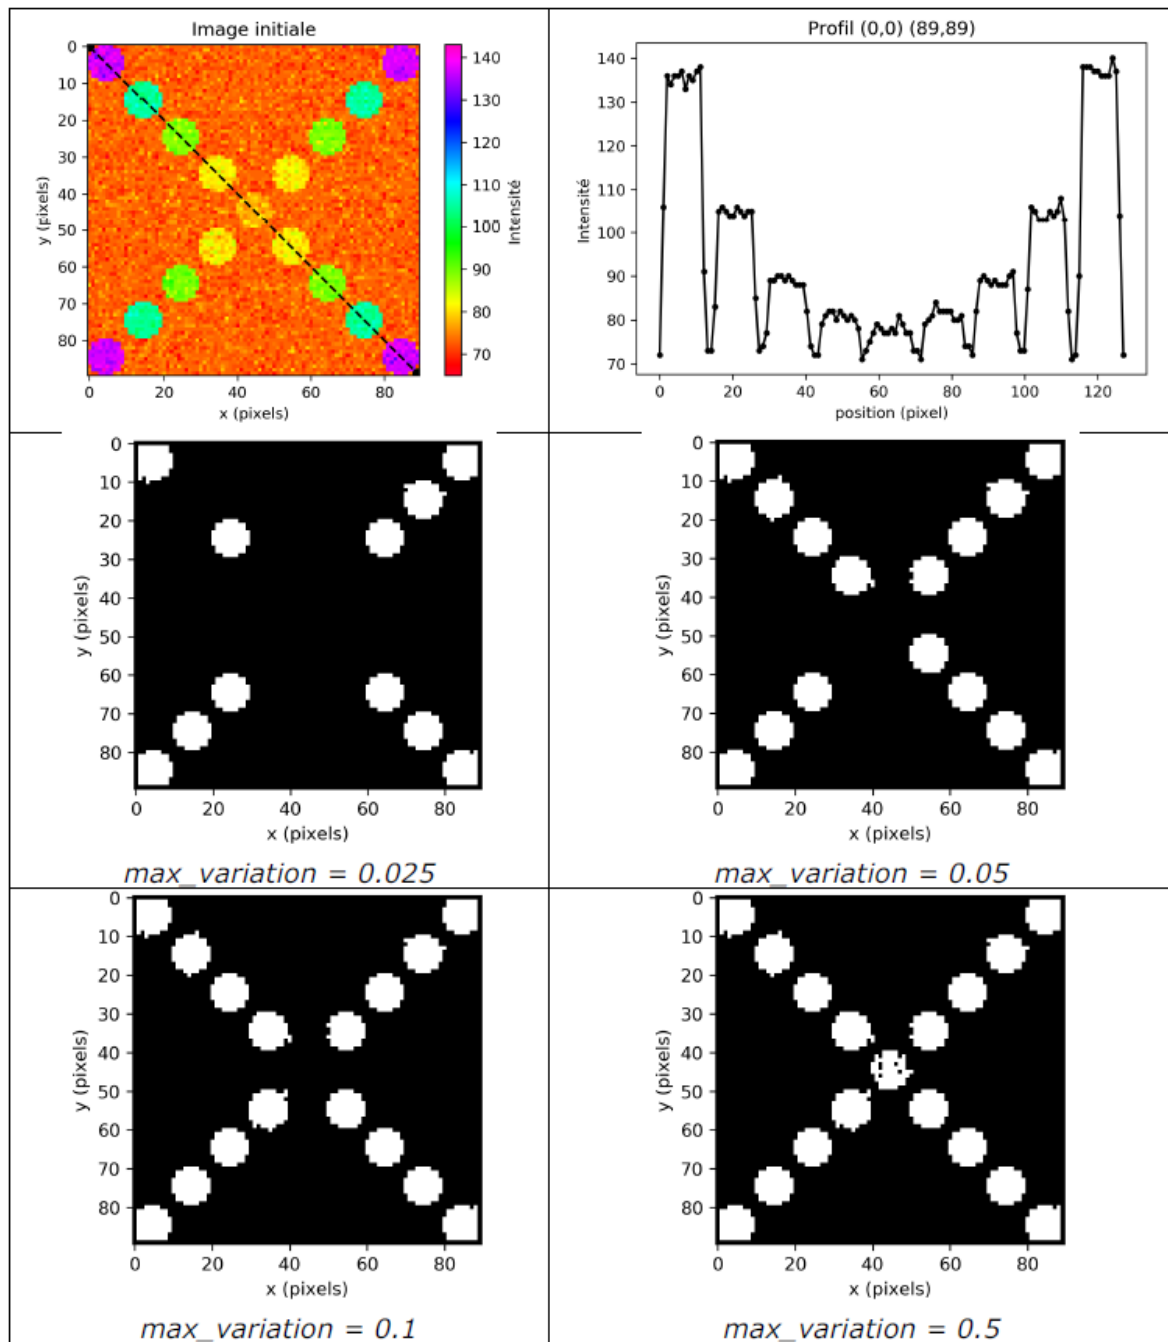 Image initiale
0
10
20
30
40
50
60
70
80
y (pixels)
0 20 40 60 80
x (pixels)
140
130
120
110
100
90
80
70
Intensité
Profil (0,0) (89,89)
140
130
120
110
100
90
80
70
Intensité
0 20 40 60 80 100 120
position (pixel)
0
10
20
30
40
50
60
70
80
y (pixels)
0 20 40 60 80
x (pixels)
max_variation = 0.025
0
10
20
30
40
50
60
70
80
y (pixels)
0 20 40 60 80
x (pixels)
max_variation = 0.05
0
10
20
30
40
50
60
70
80
y (pixels)
0 20 40 60 80
x (pixels)
max_variation = 0.1
0
10
20
30
40
50
60
70
80
y (pixels)
0 20 40 60 80
x (pixels)
max_variation = 0.5